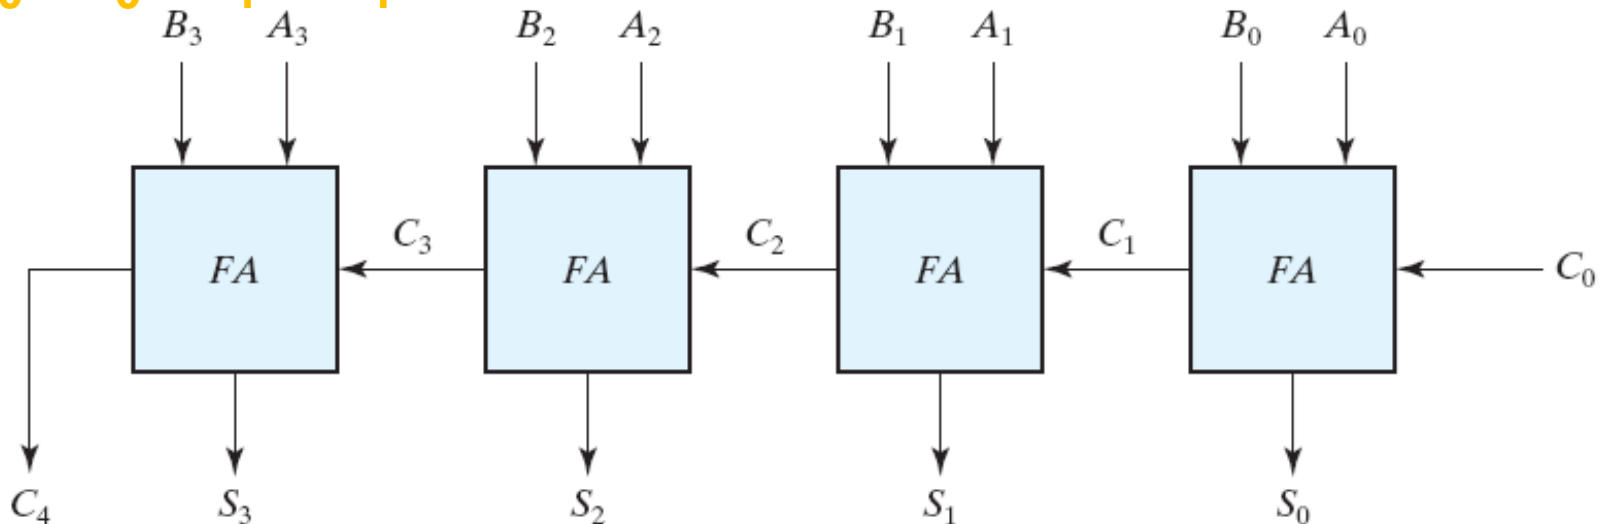 B₃ A₃ B₂ A₂ B₁ A₁ B₀ A₀
C₃ C₂ C₁
FA FA FA FA C₀
C₄ S₃ S₂ S₁ S₀